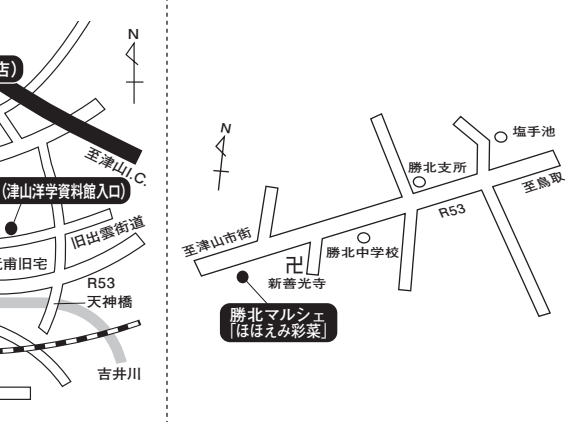 N
店)
至津山I.C.
(津山洋学資料館入口)
旧出雲街道
甫旧宅
R53
天神橋
吉井川
N
塩手池
勝北支所
至鳥取
R53
至津山市街
勝北中学校
卍
新善光寺
勝北マルシェ
[ほほえみ彩菜]